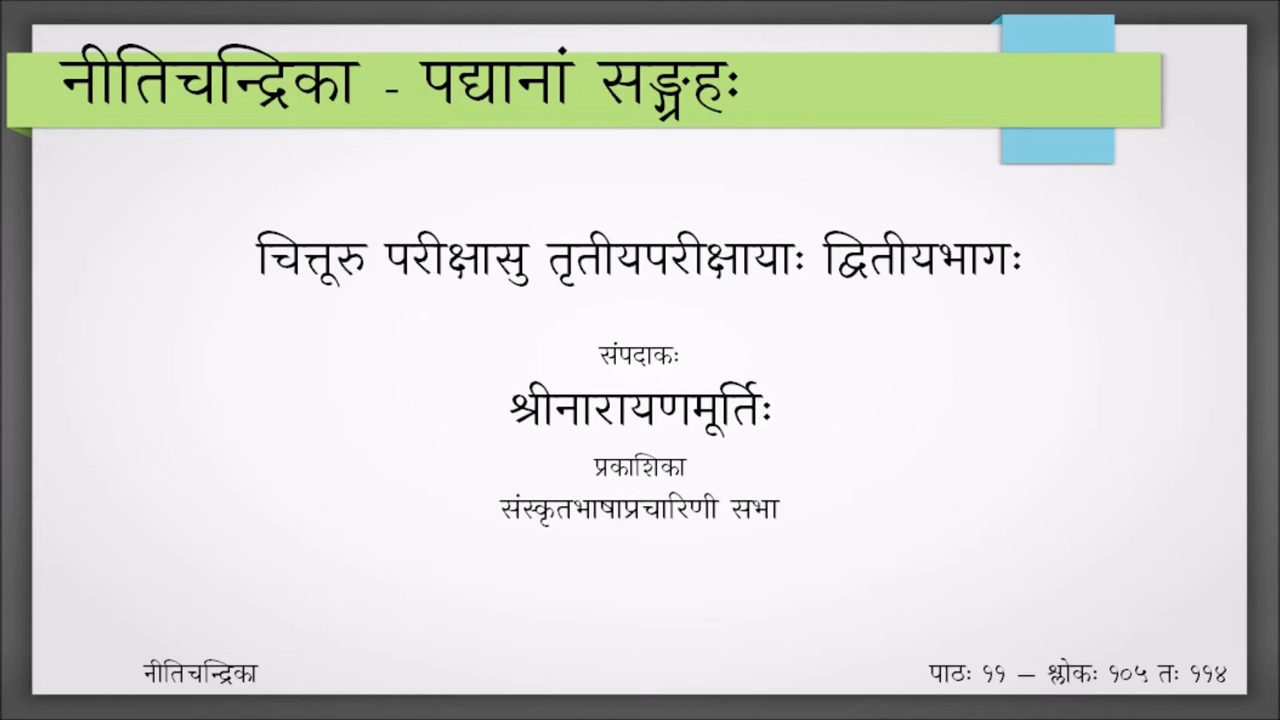 नीतिचन्द्रिका - पद्यानां सङ्ग्रहः
चित्तूरु परीक्षासु तृतीयपरीक्षायाः द्वितीयभागः
संपदाकः
श्रीनारायणमूर्तिः
प्रकाशिका
संस्कृतभाषाप्रचारिणी सभा
नीतिचन्द्रिका
पाठः ११ – श्लोकः १०५ तः ११४